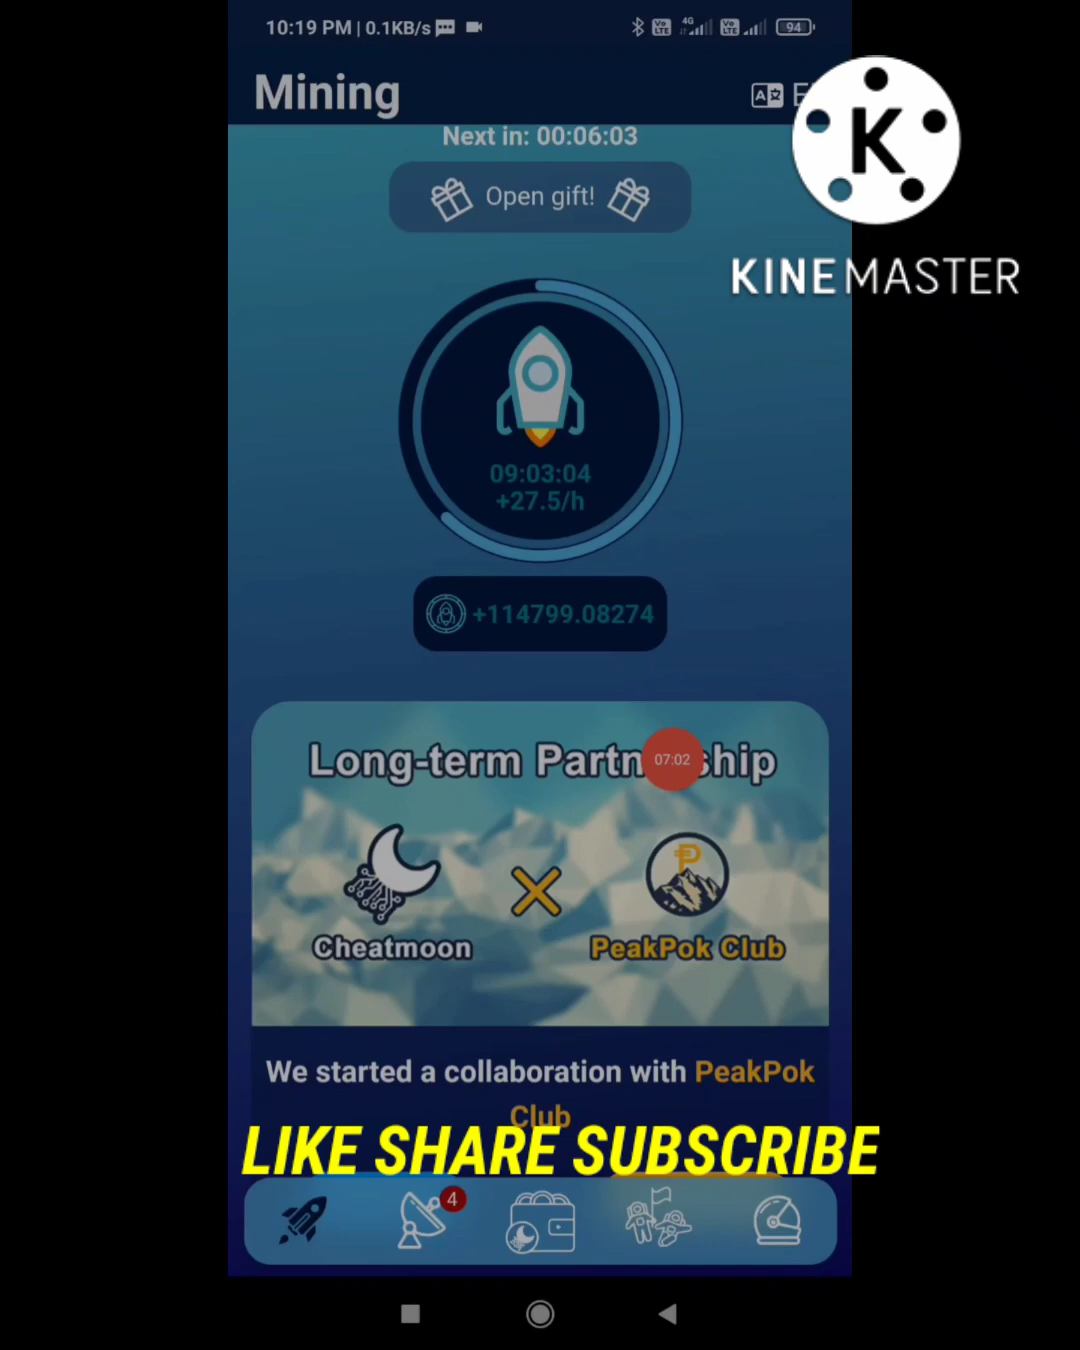 10:19 PM | 0.1KB/s 4G 94
Mining
Next in: 00:06:03
Open gift!
K
KINEMASTER
09:03:04
+27.5/h
+114799.08274
Long-term Partnership
07:02
Cheatmoon
PeakPok Club
We started a collaboration with PeakPok
Club
LIKE SHARE SUBSCRIBE
4